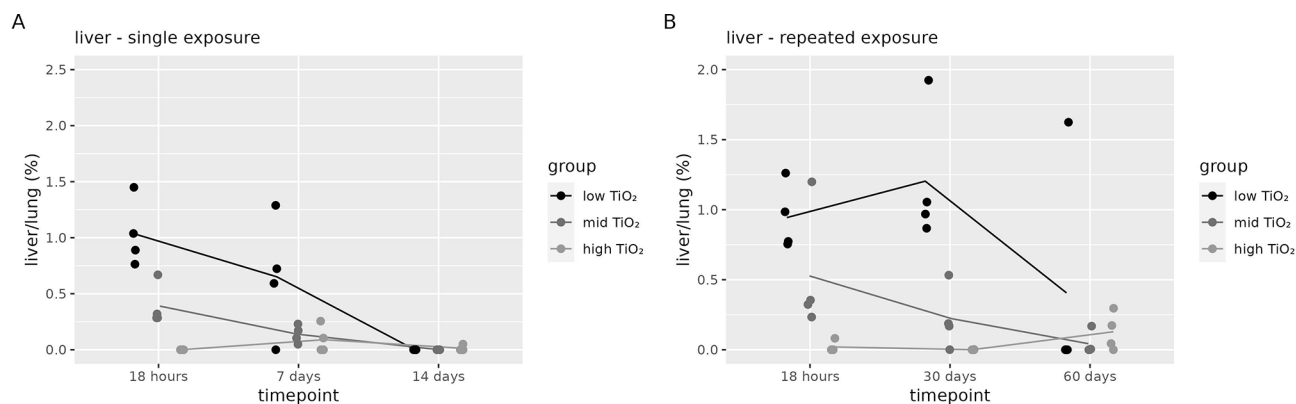 A
liver - single exposure
2.5
2.0
1.5
1.0
0.5
0.0
liver/lung (%)
18 hours 7 days 14 days
timepoint
group
low TiO₂
mid TiO₂
high TiO₂
B
liver - repeated exposure
2.0
1.5
1.0
0.5
0.0
liver/lung (%)
18 hours 30 days 60 days
timepoint
group
low TiO₂
mid TiO₂
high TiO₂